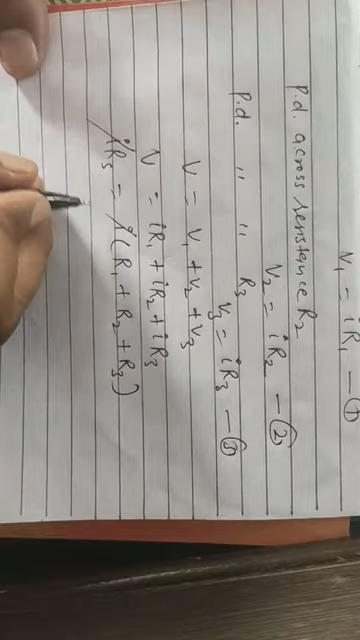 V₁ = iR₁ — ①
p.d. across resistance R₂
V₂ = iR₂ — ②
p.d. " " R₃
V₃ = iR₃ — ③
V = V₁ + V₂ + V₃
V = iR₁ + iR₂ + iR₃
iRs = i(R₁ + R₂ + R₃)